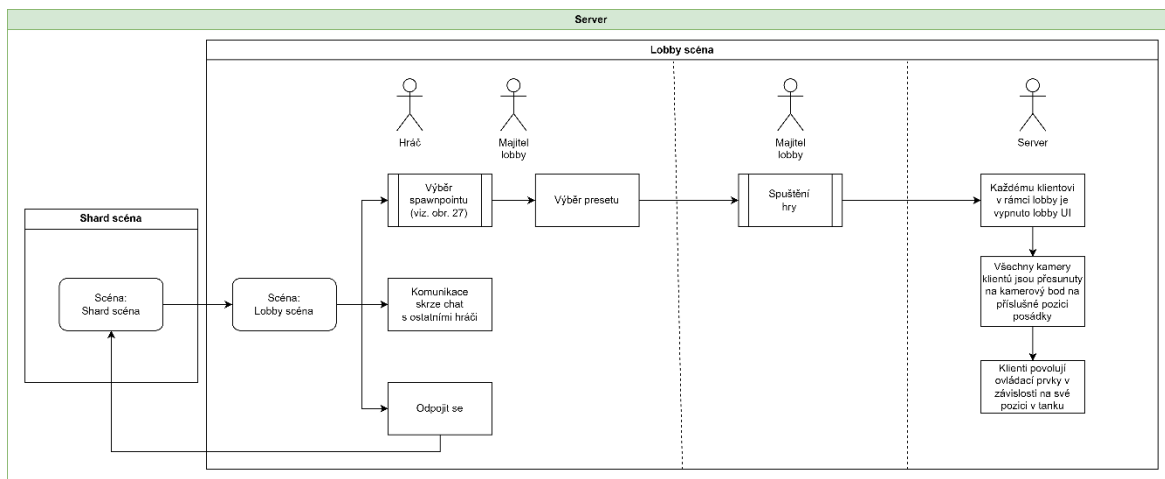 Server
Lobby scéna
Hráč
Majitel
lobby
Majitel
lobby
Server
Výběr
spawnpointu
(viz. obr. 27)
Výběr presetu
Spuštění
hry
Každému klientovi
v rámci lobby je
vypnuto lobby UI
Shard scéna
Scéna:
Shard scéna
Scéna:
Lobby scéna
Komunikace
skrze chat
s ostatními hráči
Všechny kamery
klientů jsou přesunuty
na kamerový bod na
příslušné pozici
posádky
Odpojit se
Klienti povolují
ovládací prvky v
závislosti na své
pozici v tanku